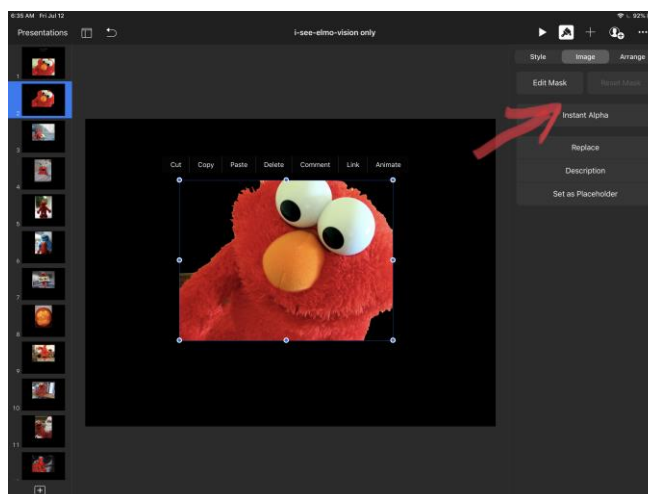 6:35 AM Fri Jul 12
92%
Presentations
i-see-elmo-vision only
Style Image Arrange
Edit Mask Reset Mask
Instant Alpha
Replace
Description
Set as Placeholder
Cut Copy Paste Delete Comment Link Animate
1
2
3
4
5
6
7
8
9
10
11